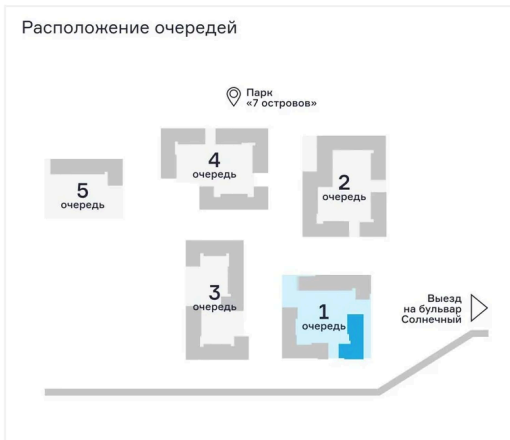 Расположение очередей
Парк
«7 островов»
4
очередь
2
очередь
5
очередь
3
очередь
1
очередь
Выезд
на бульвар
Солнечный